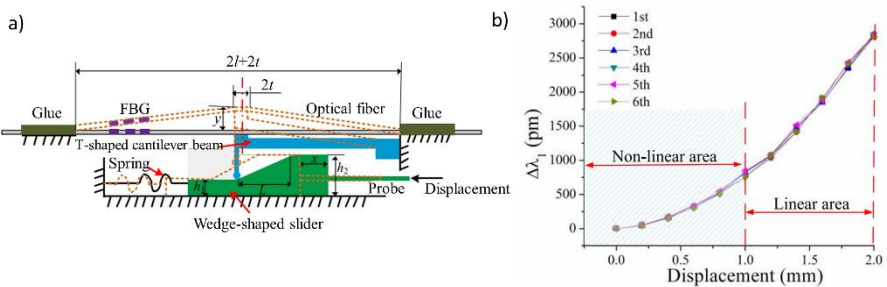 a)
2l+2t
2t
Glue
FBG
Optical fiber
Glue
y
T-shaped cantilever beam
Spring
h1
L
x
h2
Probe
Displacement
Wedge-shaped slider
b)
Δλ1 (pm)
3000
2500
2000
1500
1000
750
500
250
0
1st
2nd
3rd
4th
5th
6th
Non-linear area
Linear area
0.0 0.5 1.0 1.5 2.0
Displacement (mm)